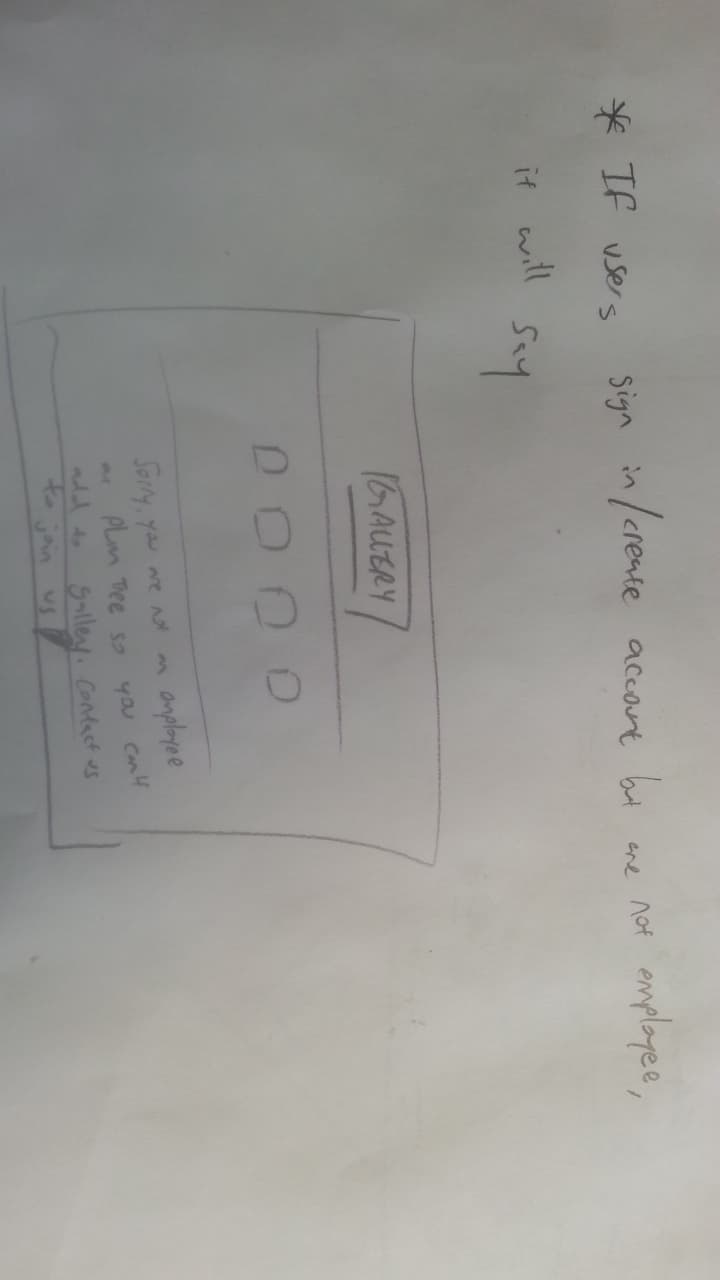 * If users sign in/create account but are not employee,
it will say
GALLERY
Sorry, you are not an employee
at Plum Tree so you can't
add to gallery. Contact us
to join us